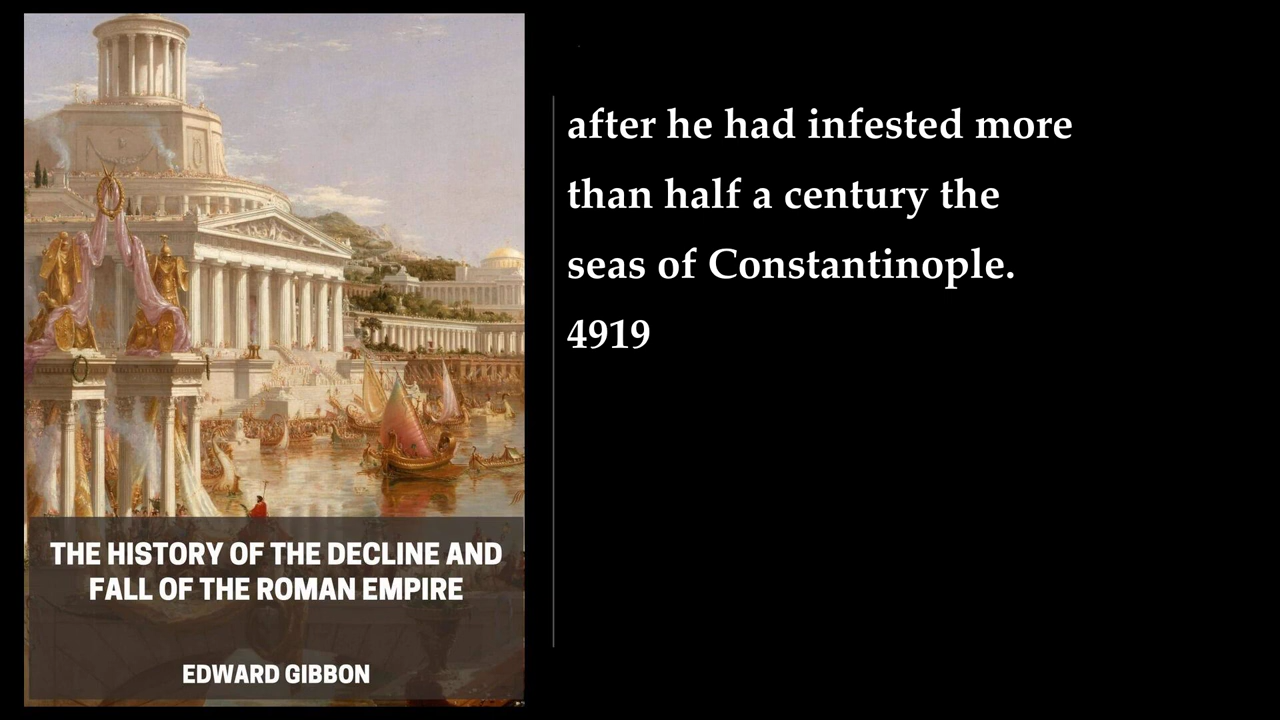 after he had infested more
than half a century the
seas of Constantinople.
4919
THE HISTORY OF THE DECLINE AND
FALL OF THE ROMAN EMPIRE
EDWARD GIBBON